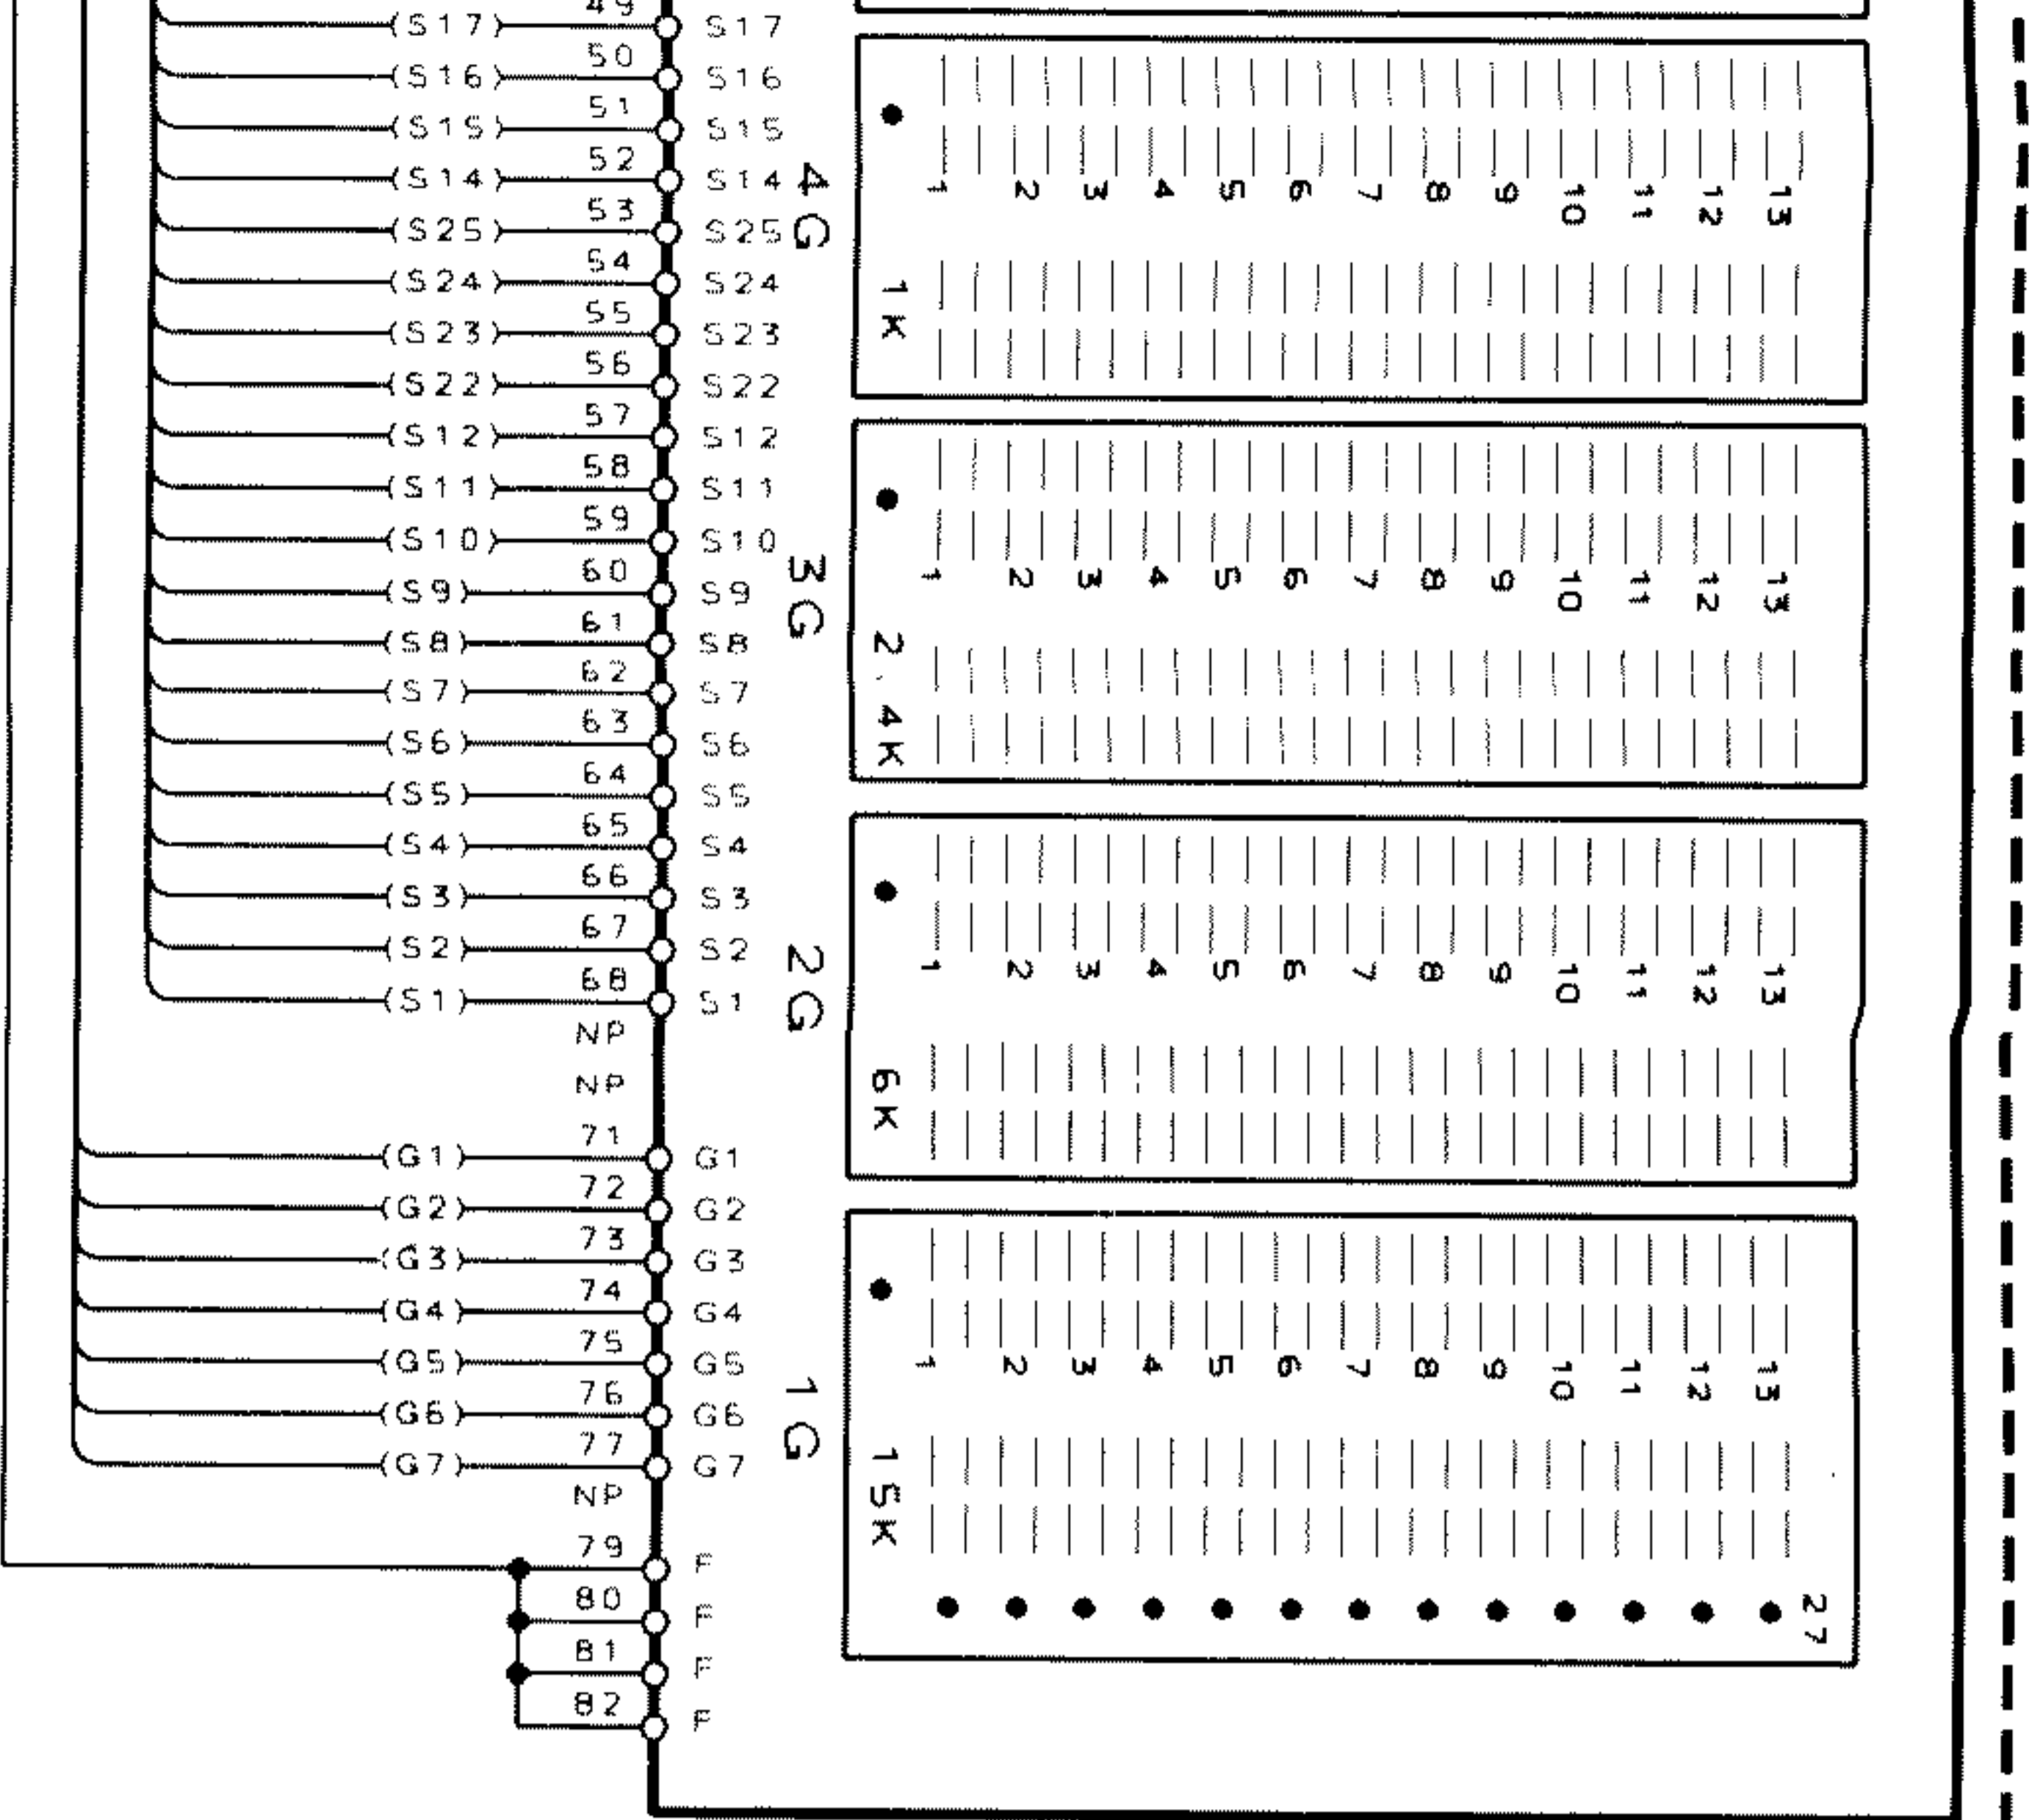 49
(S17) S17
50
(S16) S16
51
(S15) S15
52
(S14) S14
53
(S25) S25
54
(S24) S24
55
(S23) S23
56
(S22) S22
57
(S12) S12
58
(S11) S11
59
(S10) S10
60
(S9) S9
61
(S8) S8
62
(S7) S7
63
(S6) S6
64
(S5) S5
65
(S4) S4
66
(S3) S3
67
(S2) S2
68
(S1) S1
NP
NP
71
(G1) G1
72
(G2) G2
73
(G3) G3
74
(G4) G4
75
(G5) G5
76
(G6) G6
77
(G7) G7
NP
79
F
80
F
81
F
82
F
4G
1 2 3 4 5 6 7 8 9 10 11 12 13
1K
3G
1 2 3 4 5 6 7 8 9 10 11 12 13
2.4K
2G
1 2 3 4 5 6 7 8 9 10 11 12 13
6K
1G
1 2 3 4 5 6 7 8 9 10 11 12 13
15K
27